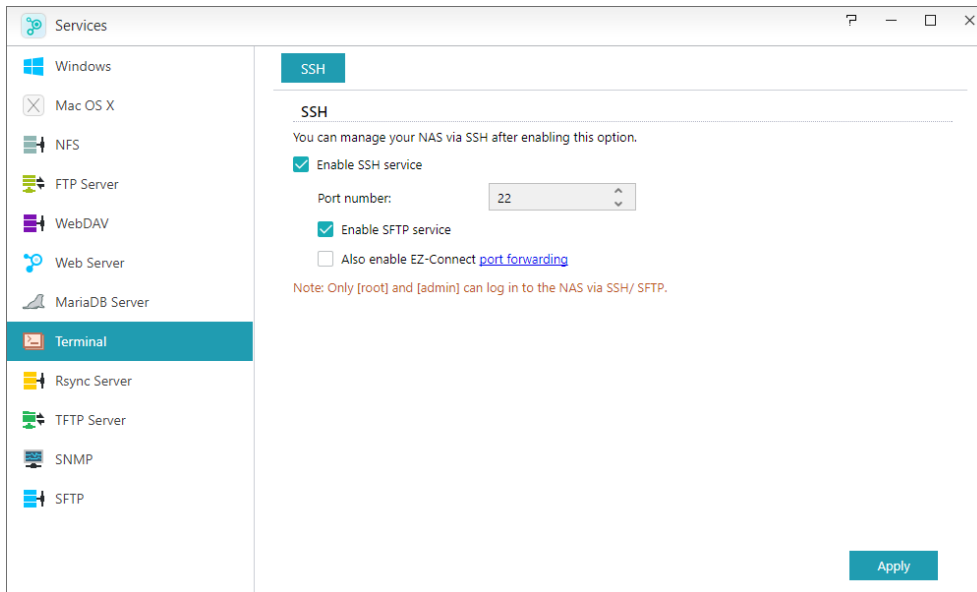 Services
Windows
Mac OS X
NFS
FTP Server
WebDAV
Web Server
MariaDB Server
Terminal
Rsync Server
TFTP Server
SNMP
SFTP
SSH
SSH
You can manage your NAS via SSH after enabling this option.
Enable SSH service
Port number: 22
Enable SFTP service
Also enable EZ-Connect port forwarding
Note: Only [root] and [admin] can log in to the NAS via SSH/ SFTP.
Apply